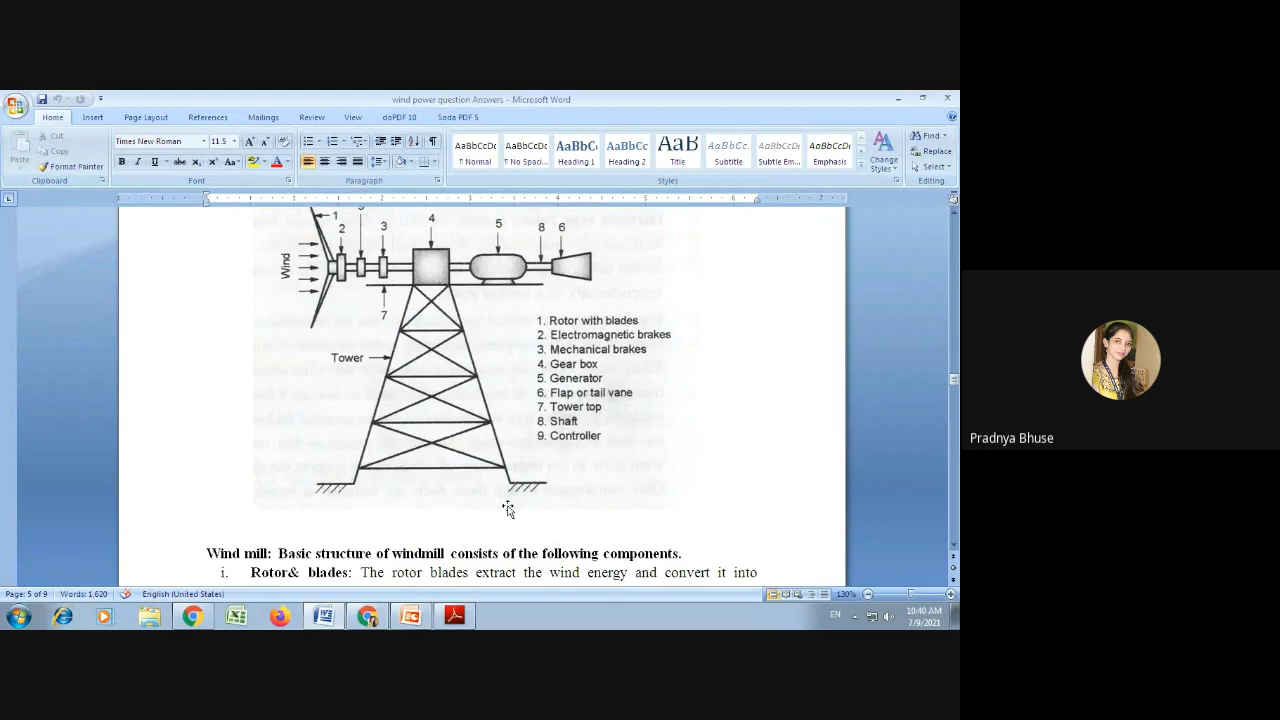 wind power question Answers - Microsoft Word
Home Insert Page Layout References Mailings Review View doPDF 10 Soda PDF 5
Paste
Cut
Copy
Format Painter
Clipboard
Times New Roman 11.5
Font
Paragraph
AaBbCcDc AaBbCcDc AaBbCc AaBbCc AaB AaBbCc. AaBbCcDc
¶ Normal ¶ No Spaci... Heading 1 Heading 2 Title Subtitle Subtle Em... Emphasis
Styles
Change Styles
Find
Replace
Select
Editing
1
2
3
4
5
8
6
Wind
7
Tower
1. Rotor with blades
2. Electromagnetic brakes
3. Mechanical brakes
4. Gear box
5. Generator
6. Flap or tail vane
7. Tower top
8. Shaft
9. Controller
Wind mill: Basic structure of windmill consists of the following components.
i. Rotor& blades: The rotor blades extract the wind energy and convert it into
Page: 5 of 9 Words: 1,620 English (United States) 130%
EN 10:40 AM
7/9/2021
Pradnya Bhuse